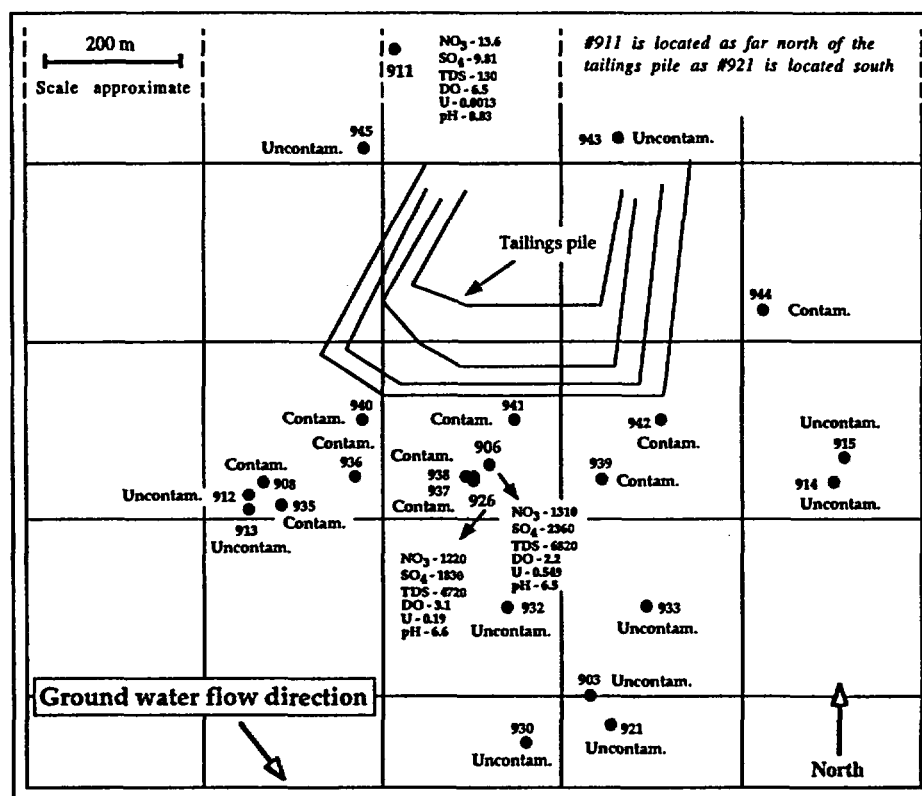 200 m
Scale approximate
911
NO3 - 13.6
SO4 - 9.81
TDS - 130
DO - 6.5
U - 0.0013
pH - 8.83
#911 is located as far north of the
tailings pile as #921 is located south
945
Uncontam.
943
Uncontam.
Tailings pile
944
Contam.
940
Contam.
941
Contam.
942
Contam.
Uncontam.
915
914
Uncontam.
Contam.
936
906
Contam.
938
937
Contam.
926
939
Contam.
Contam.
908
Uncontam.
912
935
Contam.
913
Uncontam.
NO3 - 1310
SO4 - 2360
TDS - 6820
DO - 2.2
U - 0.549
pH - 6.5
NO3 - 1220
SO4 - 1836
DO - 3.1
U - 0.19
pH - 6.6
932
Uncontam.
933
Uncontam.
903
Uncontam.
921
Uncontam.
930
Uncontam.
Ground water flow direction
North